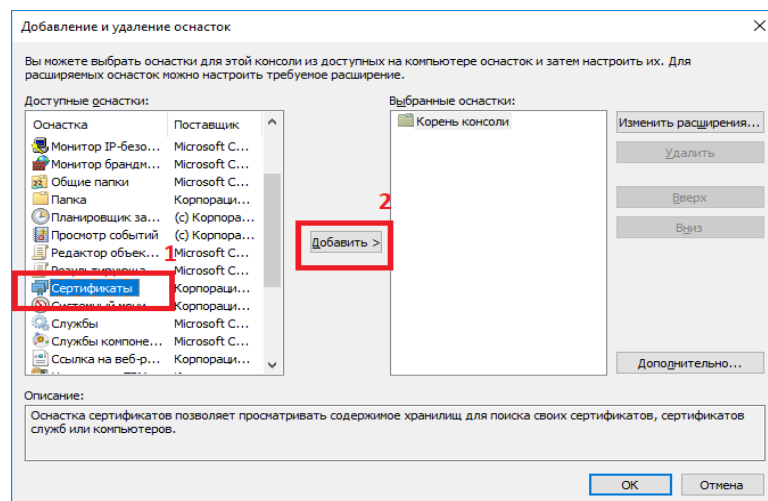 Добавление и удаление оснасток
Вы можете выбрать оснастки для этой консоли из доступных на компьютере оснасток и затем настроить их. Для
расширяемых оснасток можно настроить требуемое расширение.
Доступные оснастки:
Оснастка Поставщик
Монитор IP-безо... Microsoft C...
Монитор брандм... Microsoft C...
Общие папки Microsoft C...
Папка Корпораци...
Планировщик за... (c) Корпора...
Просмотр событий (c) Корпора...
Редактор объек... Microsoft C...
Результирующа... Microsoft C...
Сертификаты Корпораци...
Системный мони... Корпораци...
Службы Microsoft C...
Службы компоне... Microsoft C...
Ссылка на веб-р... Корпораци...
1
2
Добавить >
Выбранные оснастки:
Корень консоли
Изменить расширения...
Удалить
Вверх
Вниз
Дополнительно...
Описание:
Оснастка сертификатов позволяет просматривать содержимое хранилищ для поиска своих сертификатов, сертификатов
служб или компьютеров.
ОК
Отмена